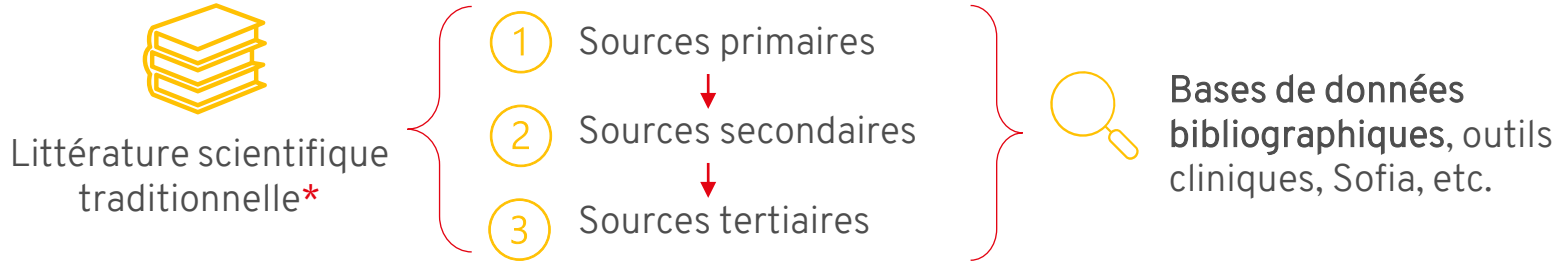 Littérature scientifique
traditionnelle*
1 Sources primaires
2 Sources secondaires
3 Sources tertiaires
Bases de données
bibliographiques, outils
cliniques, Sofia, etc.